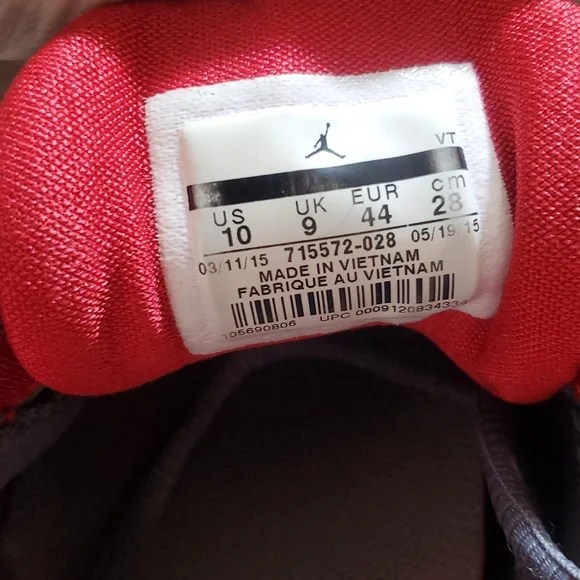 VT
US UK EUR cm
10 9 44 28
03/11/15 715572-028 05/19/15
MADE IN VIETNAM
FABRIQUE AU VIETNAM
UPC